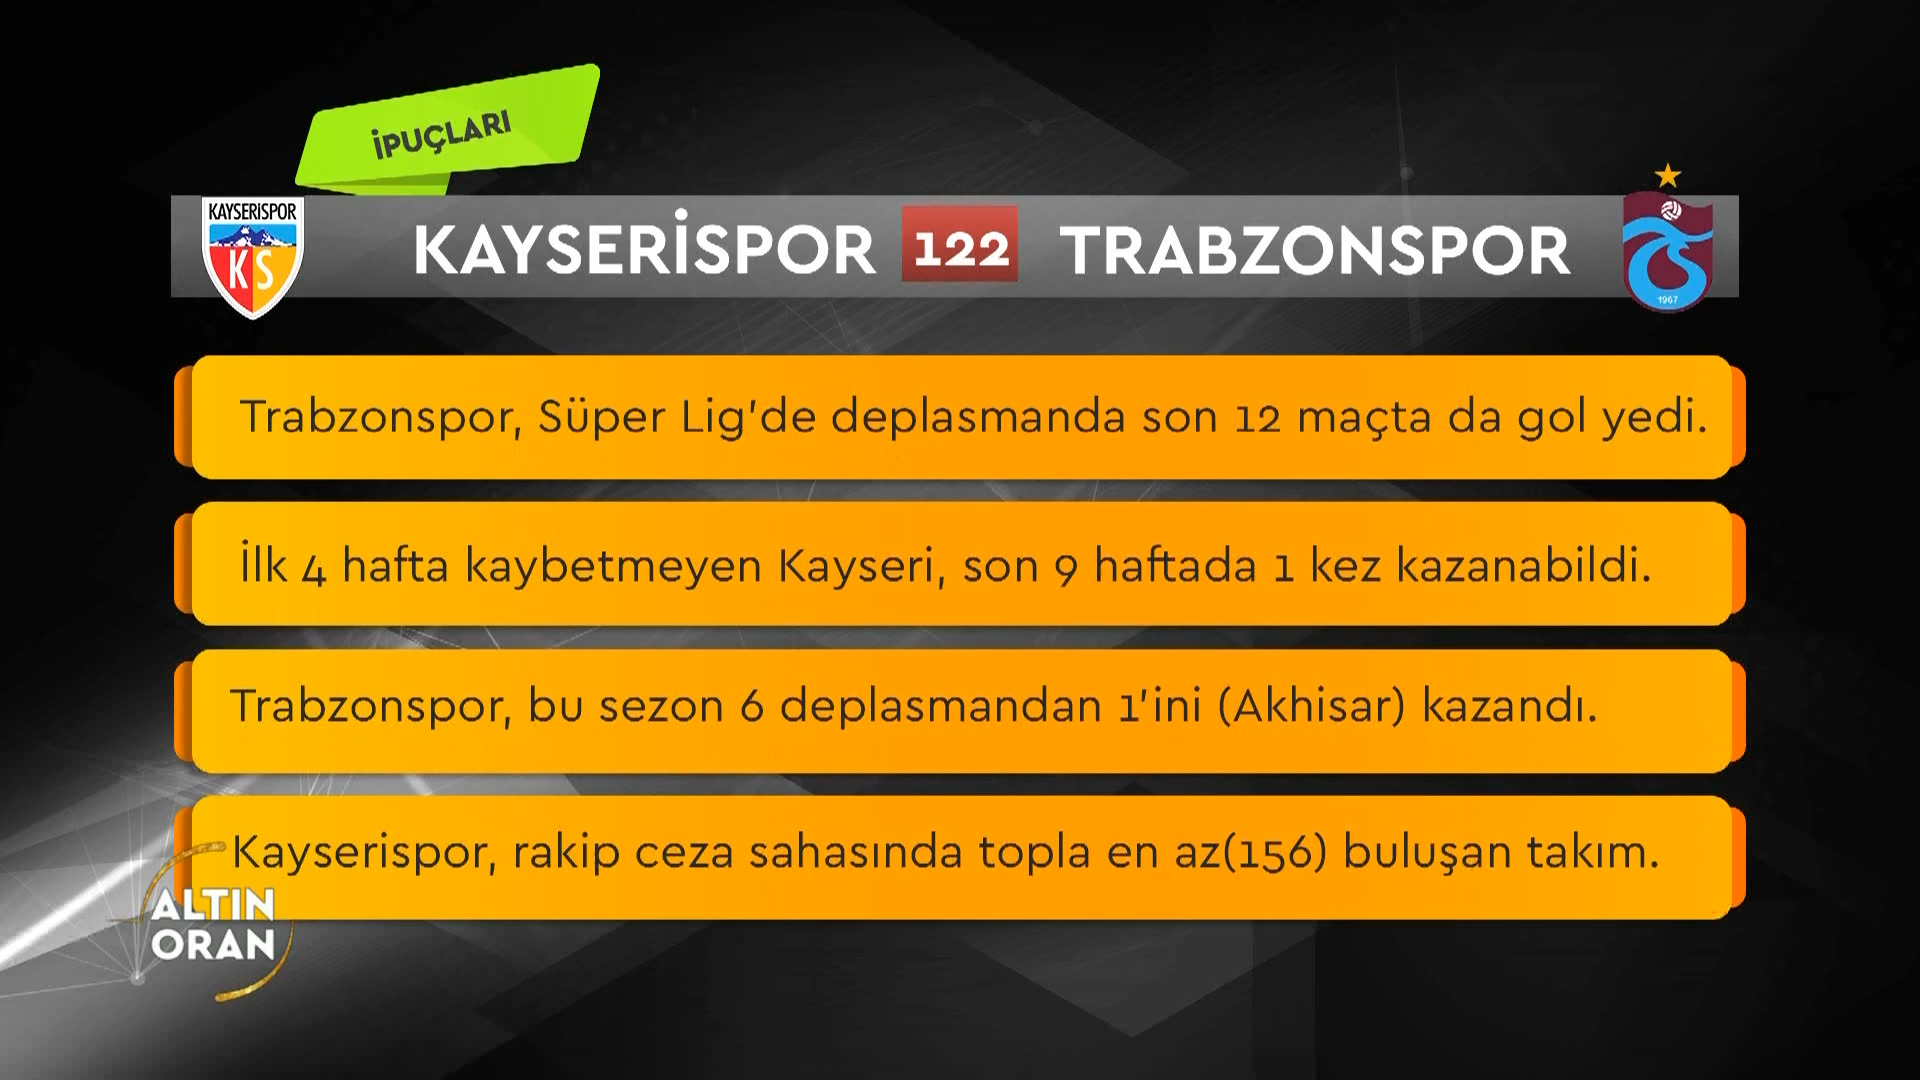 İPUÇLARI
KAYSERISPOR
KS
KAYSERİSPOR 122 TRABZONSPOR
1967
Trabzonspor, Süper Lig'de deplasmanda son 12 maçta da gol yedi.
İlk 4 hafta kaybetmeyen Kayseri, son 9 haftada 1 kez kazanabildi.
Trabzonspor, bu sezon 6 deplasmandan 1'ini (Akhisar) kazandı.
Kayserispor, rakip ceza sahasında topla en az(156) buluşan takım.
ALTIN
ORAN